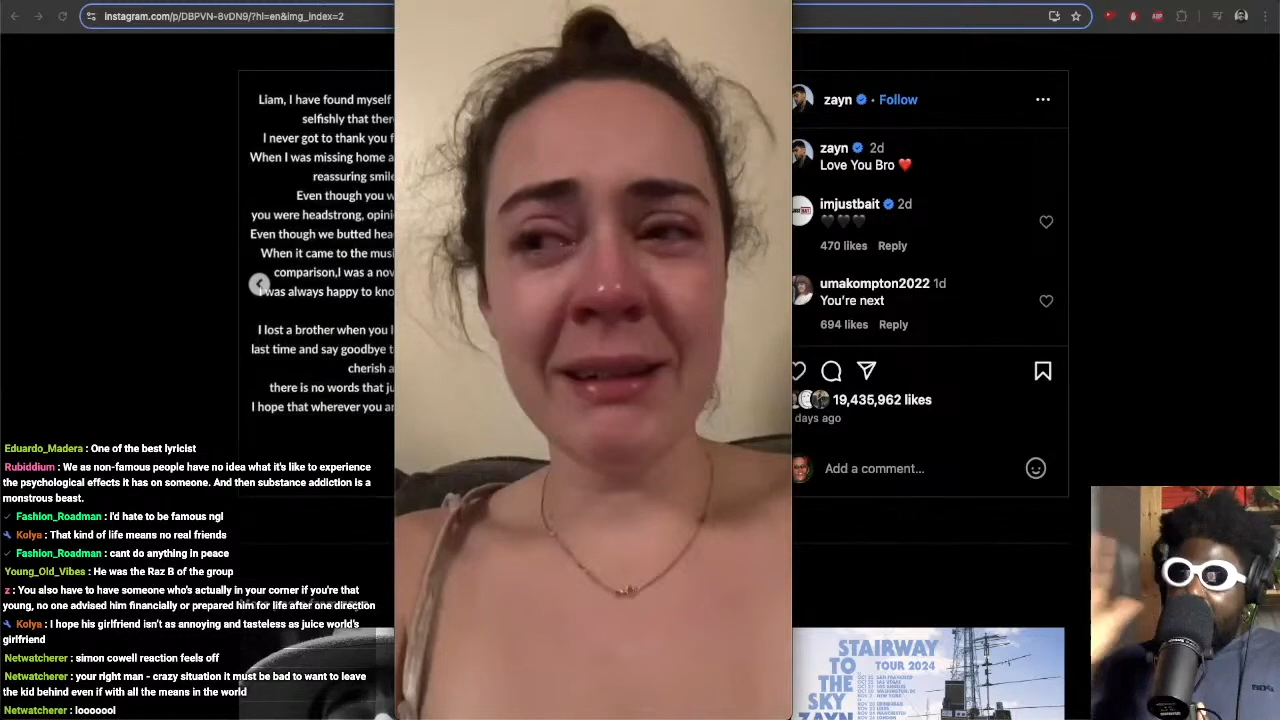 instagram.com/p/DBPVN-8vDN9/?hl=en&img_index=2
Liam, I have found myself
selfishly that ther
I never got to thank you f
When I was missing home a
reassuring smile
Even though you w
you were headstrong, opini
Even though we butted hea
When it came to the musi
comparison,I was a nov
I was always happy to kno
I lost a brother when you l
last time and say goodbye t
cherish a
there is no words that ju
I hope that wherever you ar
zayn • Follow
zayn 2d
Love You Bro ❤️
imjustbait 2d
🖤🖤🖤
470 likes Reply
umakompton2022 1d
You're next
694 likes Reply
19,435,962 likes
days ago
Add a comment...
Eduardo_Madera : One of the best lyricist
Rubiddium : We as non-famous people have no idea what it's like to experience
the psychological effects it has on someone. And then substance addiction is a
monstrous beast.
Fashion_Roadman : I'd hate to be famous ngl
Kolya : That kind of life means no real friends
Fashion_Roadman : cant do anything in peace
Young_Old_Vibes : He was the Raz B of the group
z : You also have to have someone who's actually in your corner if you're that
young, no one advised him financially or prepared him for life after one direction
Kolya : I hope his girlfriend isn't as annoying and tasteless as juice world's
girlfriend
Netwatcherer : simon cowell reaction feels off
Netwatcherer : your right man - crazy situation it must be bad to want to leave
the kid behind even if with all the means in the world
Netwatcherer : looooool
STAIRWAY
TO
THE
SKY
TOUR 2024
ZAYN